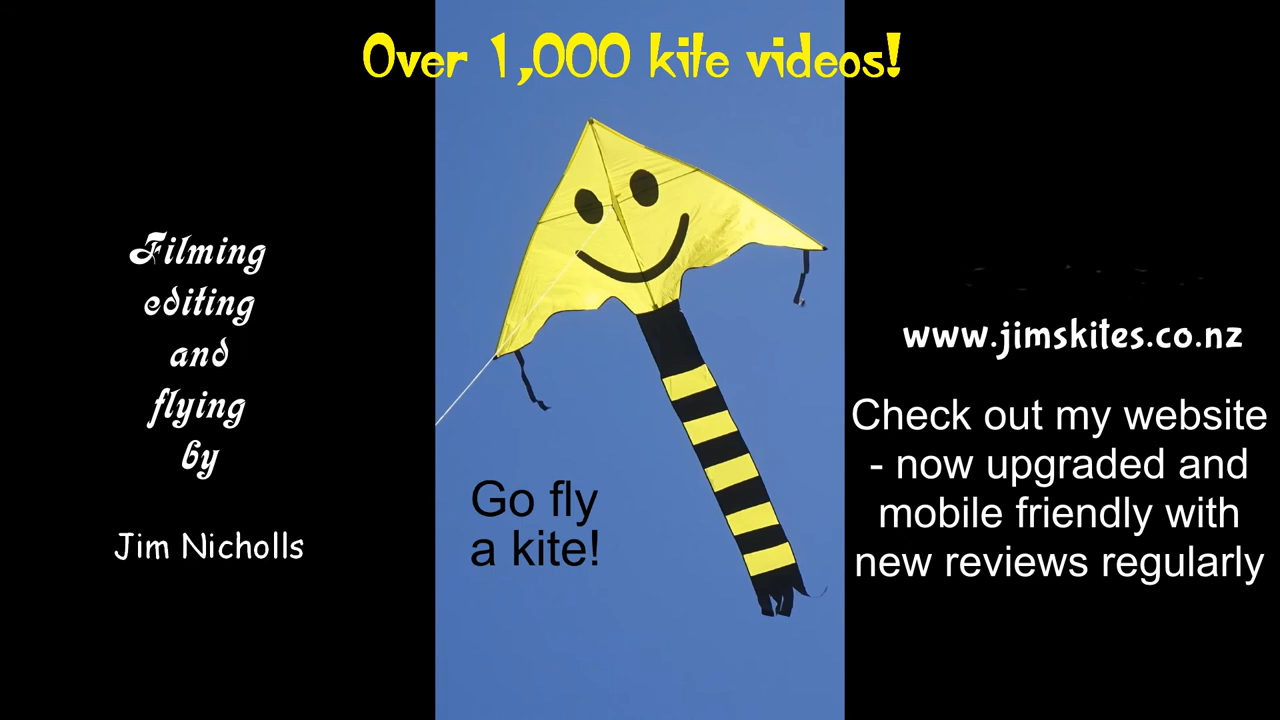 Over 1,000 kite videos!
Filming
editing
and
flying
by
Jim Nicholls
Go fly
a kite!
www.jimskites.co.nz
Check out my website
- now upgraded and
mobile friendly with
new reviews regularly